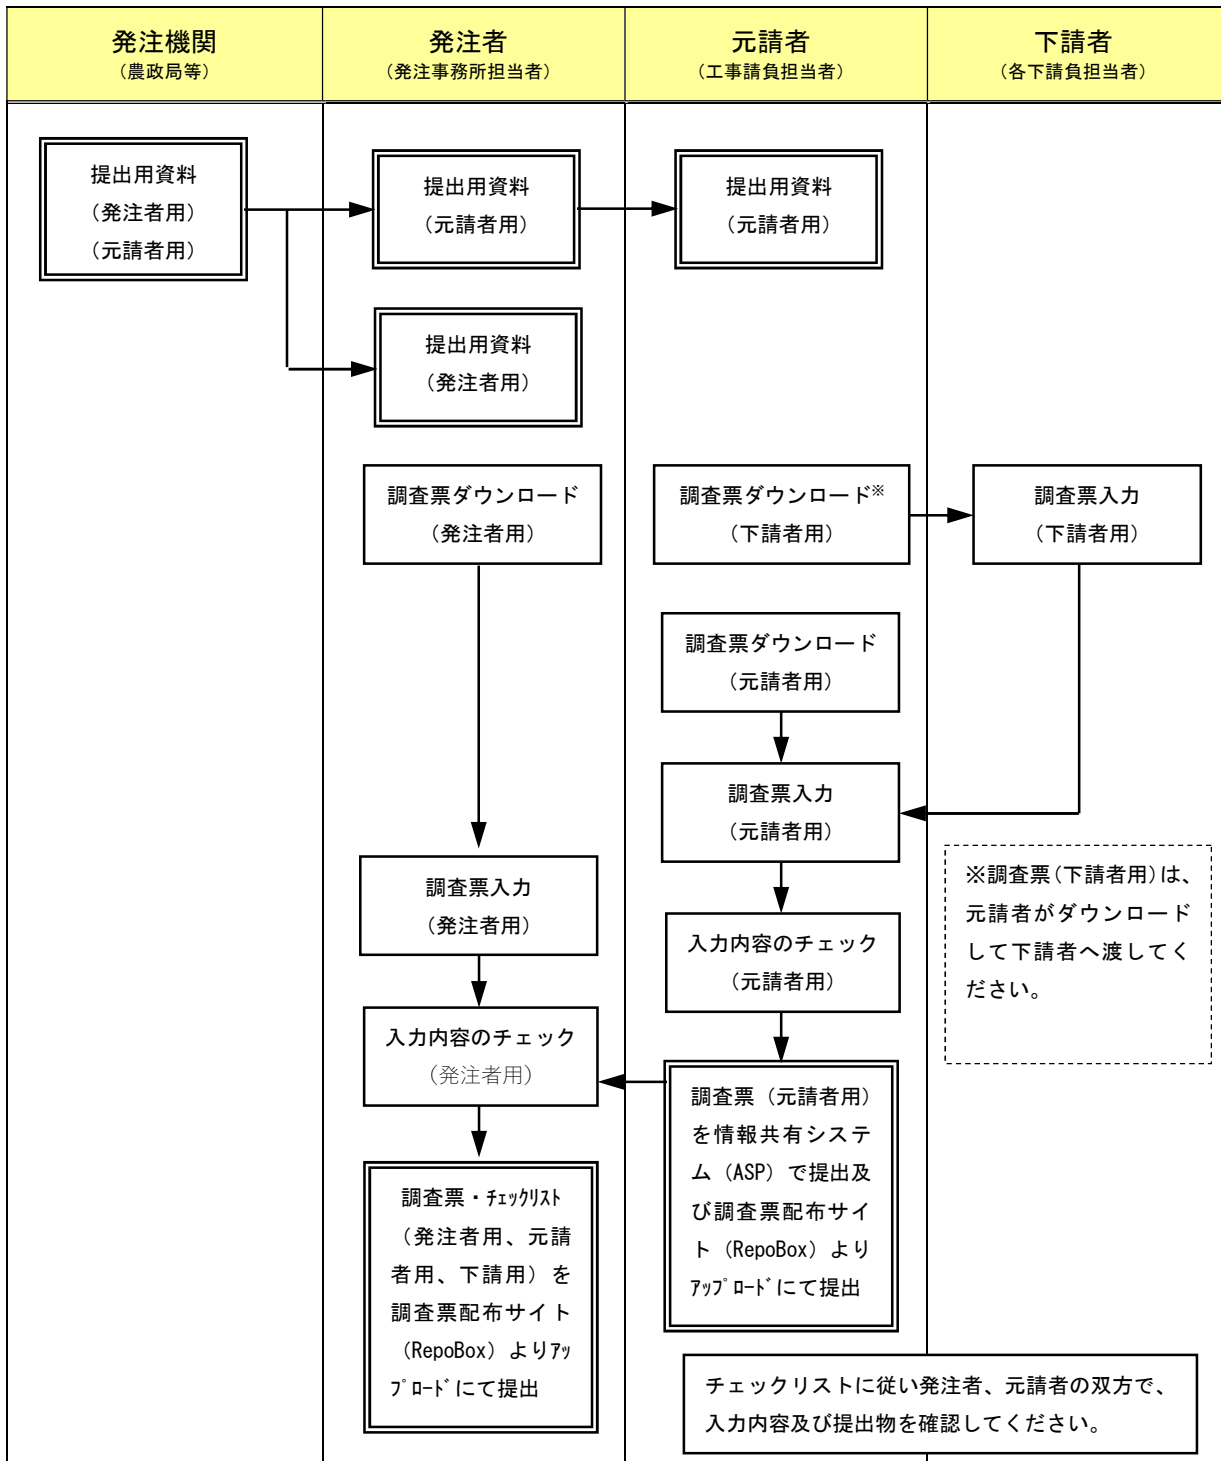 発注機関
（農政局等）
発注者
（発注事務所担当者）
元請者
（工事請負担当者）
下請者
（各下請負担当者）
提出用資料
（発注者用）
（元請者用）
提出用資料
（元請者用）
提出用資料
（元請者用）
提出用資料
（発注者用）
調査票ダウンロード
（発注者用）
調査票ダウンロード※
（下請者用）
調査票入力
（下請者用）
調査票ダウンロード
（元請者用）
調査票入力
（元請者用）
調査票入力
（発注者用）
入力内容のチェック
（元請者用）
※調査票（下請者用）は、
元請者がダウンロード
して下請者へ渡してく
ださい。
入力内容のチェック
（発注者用）
調査票（元請者用）
を情報共有システ
ム（ASP）で提出及
び調査票配布サイ
ト（RepoBox）より
ｱｯﾌﾟﾛｰﾄﾞにて提出
調査票・ﾁｪｯｸﾘｽﾄ
（発注者用、元請
者用、下請用）を
調査票配布サイト
（RepoBox）よりｱｯ
ﾌﾟﾛｰﾄﾞにて提出
チェックリストに従い発注者、元請者の双方で、
入力内容及び提出物を確認してください。